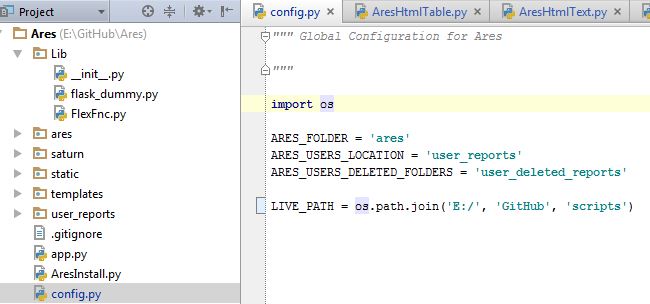 Project
Ares (E:\GitHub\Ares)
Lib
__init__.py
flask_dummy.py
FlexFnc.py
ares
saturn
static
templates
user_reports
.gitignore
app.py
AresInstall.py
config.py
config.py × AresHtmlTable.py × AresHtmlText.py ×
""" Global Configuration for Ares
"""
import os
ARES_FOLDER = 'ares'
ARES_USERS_LOCATION = 'user_reports'
ARES_USERS_DELETED_FOLDERS = 'user_deleted_reports'
LIVE_PATH = os.path.join('E:/', 'GitHub', 'scripts')